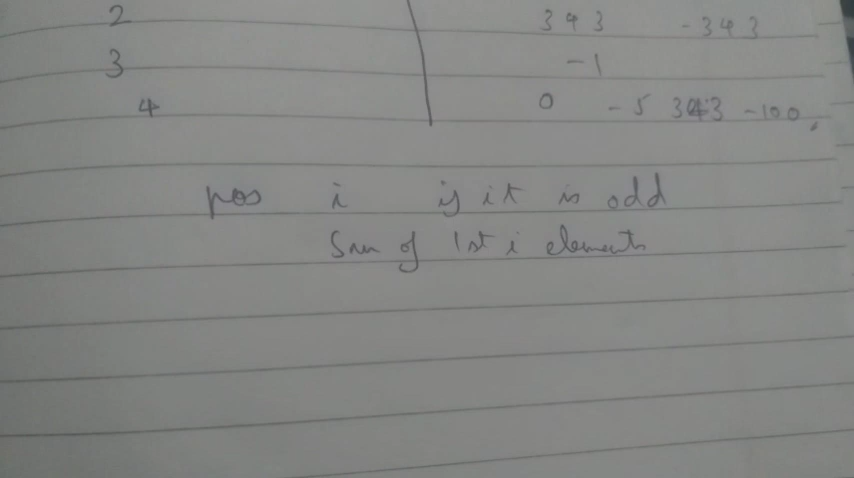 2 343 -343
3 -1
4 0 -5 343 -100
pos i if it is odd
Sum of 1st i elements